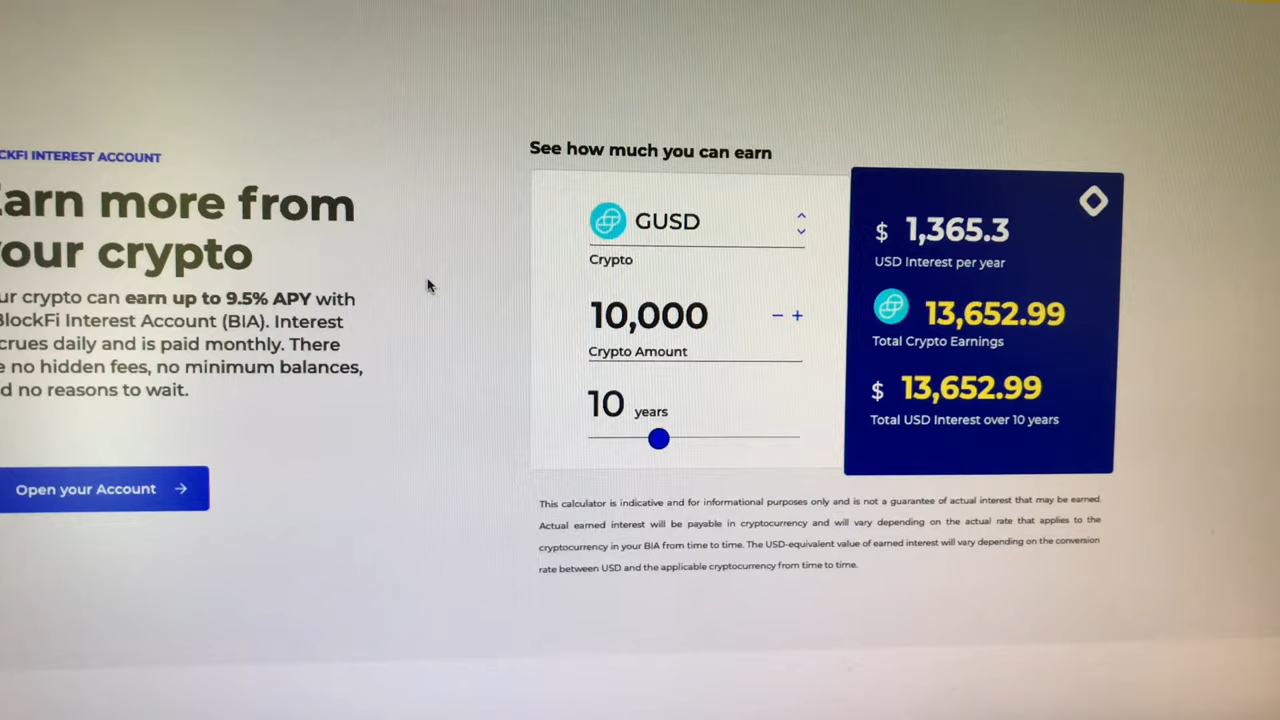 CKFI INTEREST ACCOUNT
Earn more from
our crypto
ur crypto can earn up to 9.5% APY with
BlockFi Interest Account (BIA). Interest
crues daily and is paid monthly. There
e no hidden fees, no minimum balances,
d no reasons to wait.
Open your Account →
See how much you can earn
GUSD
Crypto
10,000 − +
Crypto Amount
10 years
$ 1,365.3
USD Interest per year
13,652.99
Total Crypto Earnings
$ 13,652.99
Total USD Interest over 10 years
This calculator is indicative and for informational purposes only and is not a guarantee of actual interest that may be earned.
Actual earned interest will be payable in cryptocurrency and will vary depending on the actual rate that applies to the
cryptocurrency in your BIA from time to time. The USD-equivalent value of earned interest will vary depending on the conversion
rate between USD and the applicable cryptocurrency from time to time.